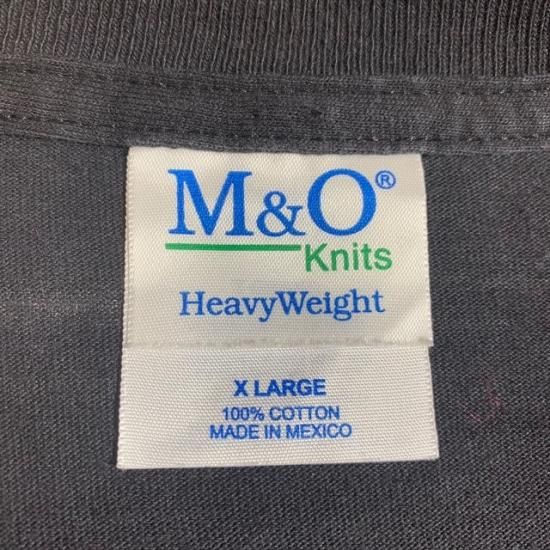 M&O®
Knits
HeavyWeight
X LARGE
100% COTTON
MADE IN MEXICO